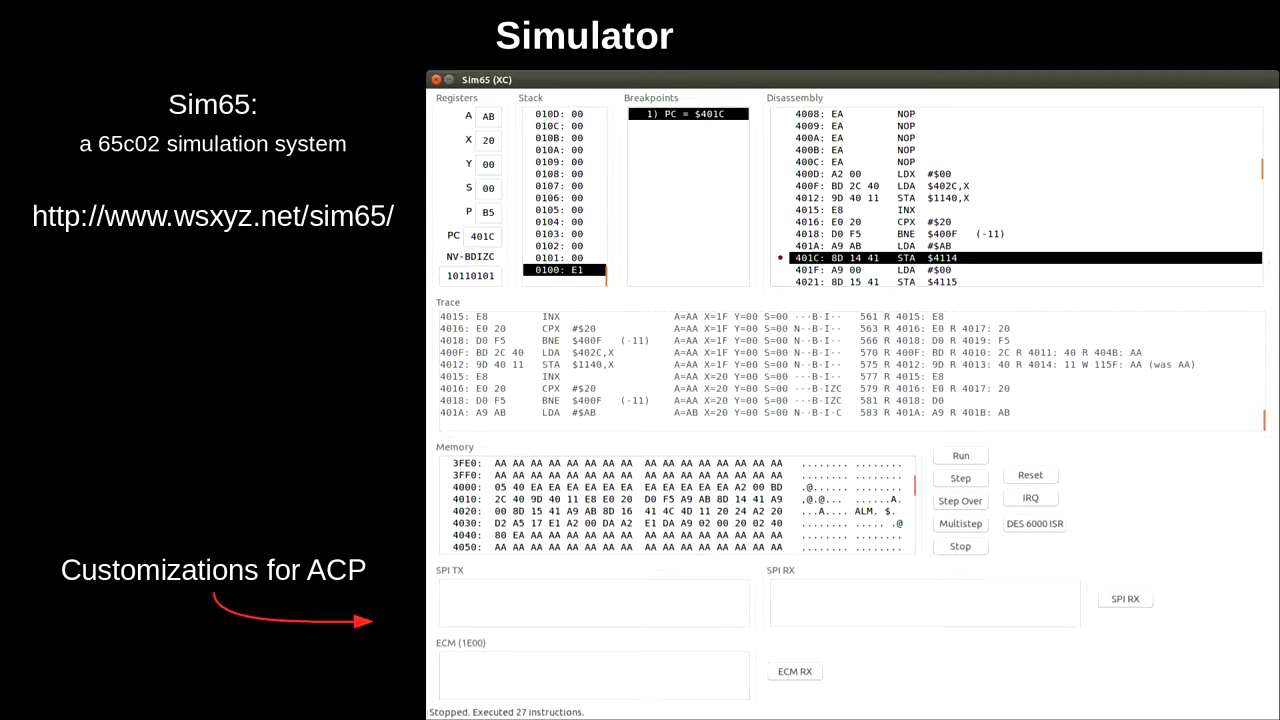 Simulator
Sim65:
a 65c02 simulation system
http://www.wsxyz.net/sim65/
Customizations for ACP
Sim65 (XC)
Registers
A AB
X 20
Y 00
S 00
P B5
PC 401C
NV-BDIZC
10110101
Stack
010D: 00
010C: 00
010B: 00
010A: 00
0109: 00
0108: 00
0107: 00
0106: 00
0105: 00
0104: 00
0103: 00
0102: 00
0101: 00
0100: E1
Breakpoints
1) PC = $401C
Disassembly
4008: EA NOP
4009: EA NOP
400A: EA NOP
400B: EA NOP
400C: EA NOP
400D: A2 00 LDX #$00
400F: BD 2C 40 LDA $402C,X
4012: 9D 40 11 STA $1140,X
4015: E8 INX
4016: E0 20 CPX #$20
4018: D0 F5 BNE $400F (-11)
401A: A9 AB LDA #$AB
401C: 8D 14 41 STA $4114
401F: A9 00 LDA #$00
4021: 8D 15 41 STA $4115
Trace
4015: E8 INX A=AA X=1F Y=00 S=00 ···B·I·· 561 R 4015: E8
4016: E0 20 CPX #$20 A=AA X=1F Y=00 S=00 N··B·I·· 563 R 4016: E0 R 4017: 20
4018: D0 F5 BNE $400F (-11) A=AA X=1F Y=00 S=00 N··B·I·· 566 R 4018: D0 R 4019: F5
400F: BD 2C 40 LDA $402C,X A=AA X=1F Y=00 S=00 N··B·I·· 570 R 400F: BD R 4010: 2C R 4011: 40 R 404B: AA
4012: 9D 40 11 STA $1140,X A=AA X=1F Y=00 S=00 N··B·I·· 575 R 4012: 9D R 4013: 40 R 4014: 11 W 115F: AA (was AA)
4015: E8 INX A=AA X=20 Y=00 S=00 ···B·I·· 577 R 4015: E8
4016: E0 20 CPX #$20 A=AA X=20 Y=00 S=00 ···B·IZC 579 R 4016: E0 R 4017: 20
4018: D0 F5 BNE $400F (-11) A=AA X=20 Y=00 S=00 ···B·IZC 581 R 4018: D0
401A: A9 AB LDA #$AB A=AB X=20 Y=00 S=00 N··B·I·C 583 R 401A: A9 R 401B: AB
Memory
3FE0: AA AA AA AA AA AA AA AA AA AA AA AA AA AA AA AA ........ ........
3FF0: AA AA AA AA AA AA AA AA AA AA AA AA AA AA AA AA ........ ........
4000: 05 40 EA EA EA EA EA EA EA EA EA EA EA A2 00 BD .@...... ........
4010: 2C 40 9D 40 11 E8 E0 20 D0 F5 A9 AB 8D 14 41 A9 ,@.@... ......A.
4020: 00 8D 15 41 A9 AB 8D 16 41 4C 4D 11 20 24 A2 20 ...A.... ALM. $.
4030: D2 A5 17 E1 A2 00 DA A2 E1 DA A9 02 00 20 02 40 ........ ..... .@
4040: 80 EA AA AA AA AA AA AA AA AA AA AA AA AA AA AA ........ ........
4050: AA AA AA AA AA AA AA AA AA AA AA AA AA AA AA AA ........ ........
Run
Step
Step Over
Multistep
Stop
Reset
IRQ
DES 6000 ISR
SPI TX
SPI RX
SPI RX
ECM (1E00)
ECM RX
Stopped. Executed 27 instructions.